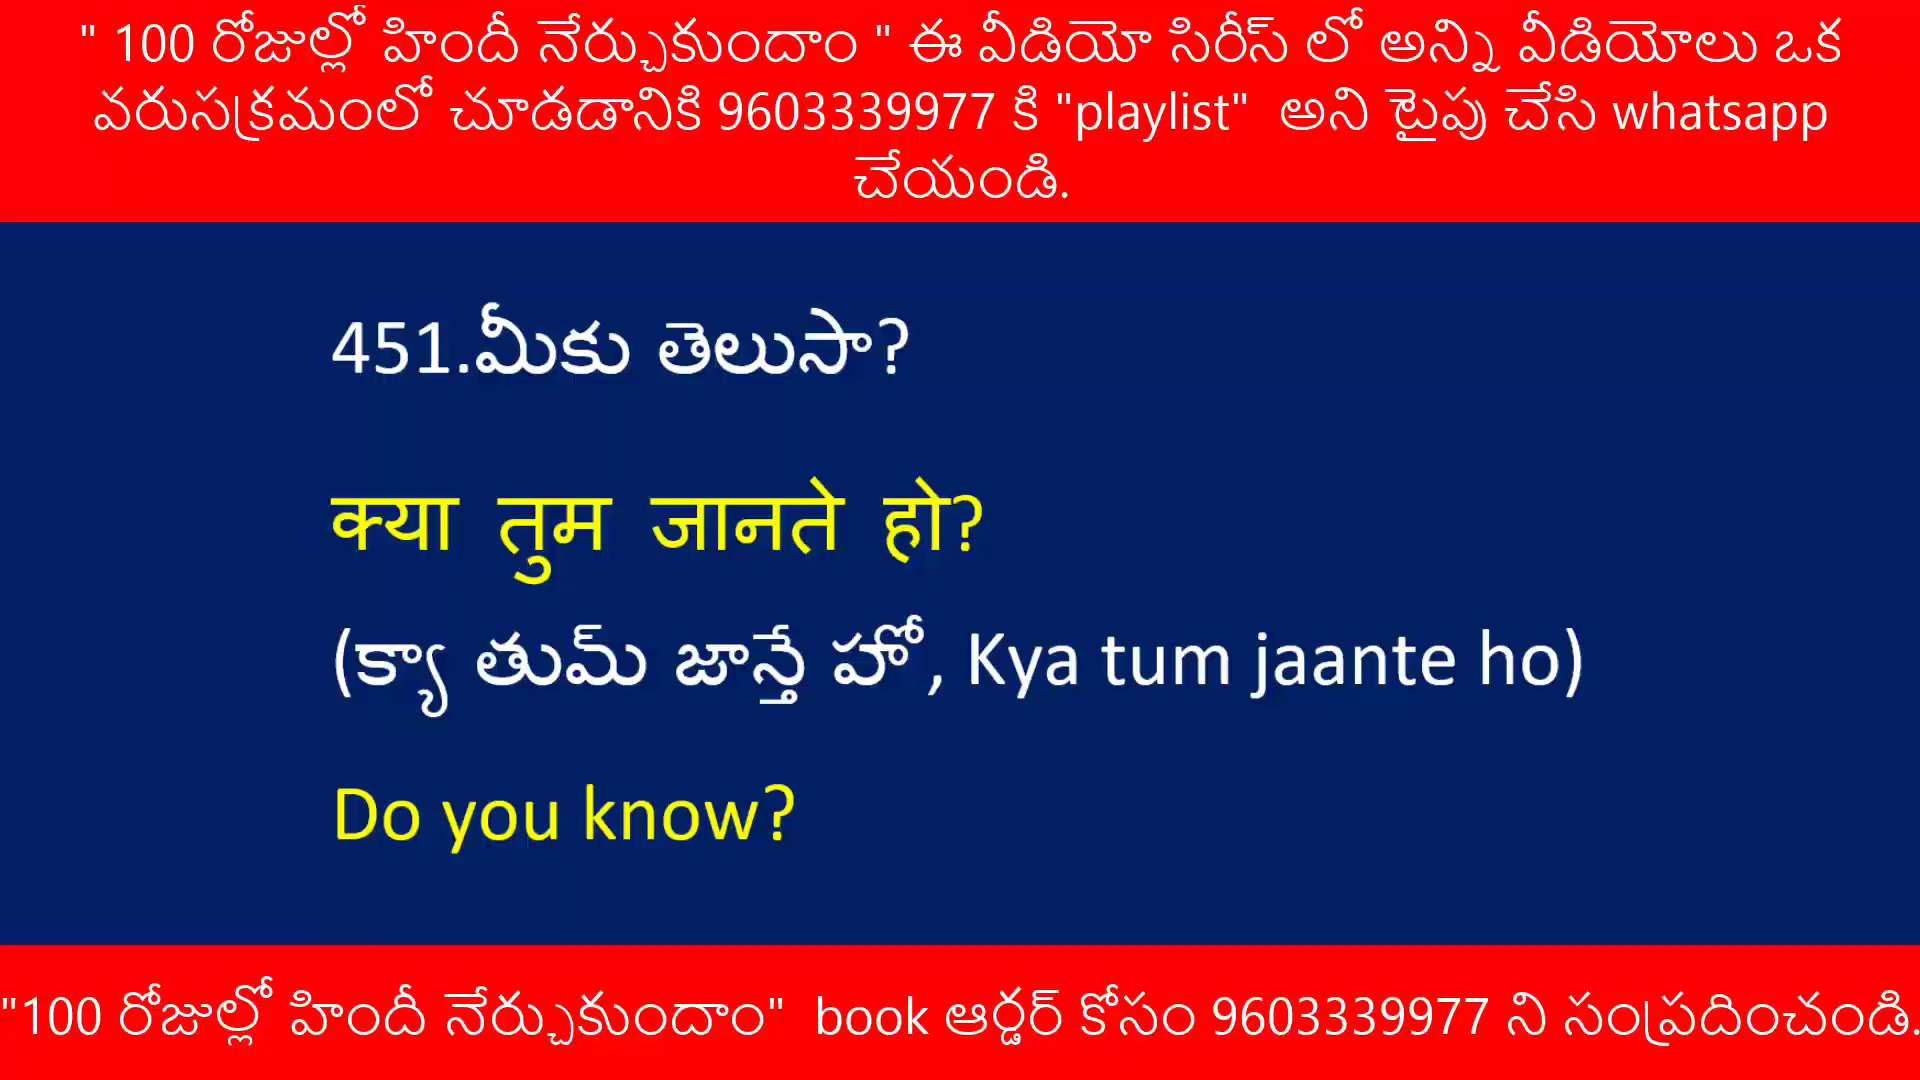 " 100 రోజుల్లో హిందీ నేర్చుకుందాం " ఈ వీడియో సిరీస్ లో అన్ని వీడియోలు ఒక
వరుసక్రమంలో చూడడానికి 9603339977 కి "playlist" అని టైపు చేసి whatsapp
చేయండి.
451.మీకు తెలుసా?
क्या तुम जानते हो?
(క్యా తుమ్ జాన్తే హో, Kya tum jaante ho)
Do you know?
"100 రోజుల్లో హిందీ నేర్చుకుందాం" book ఆర్డర్ కోసం 9603339977 ని సంప్రదించండి.